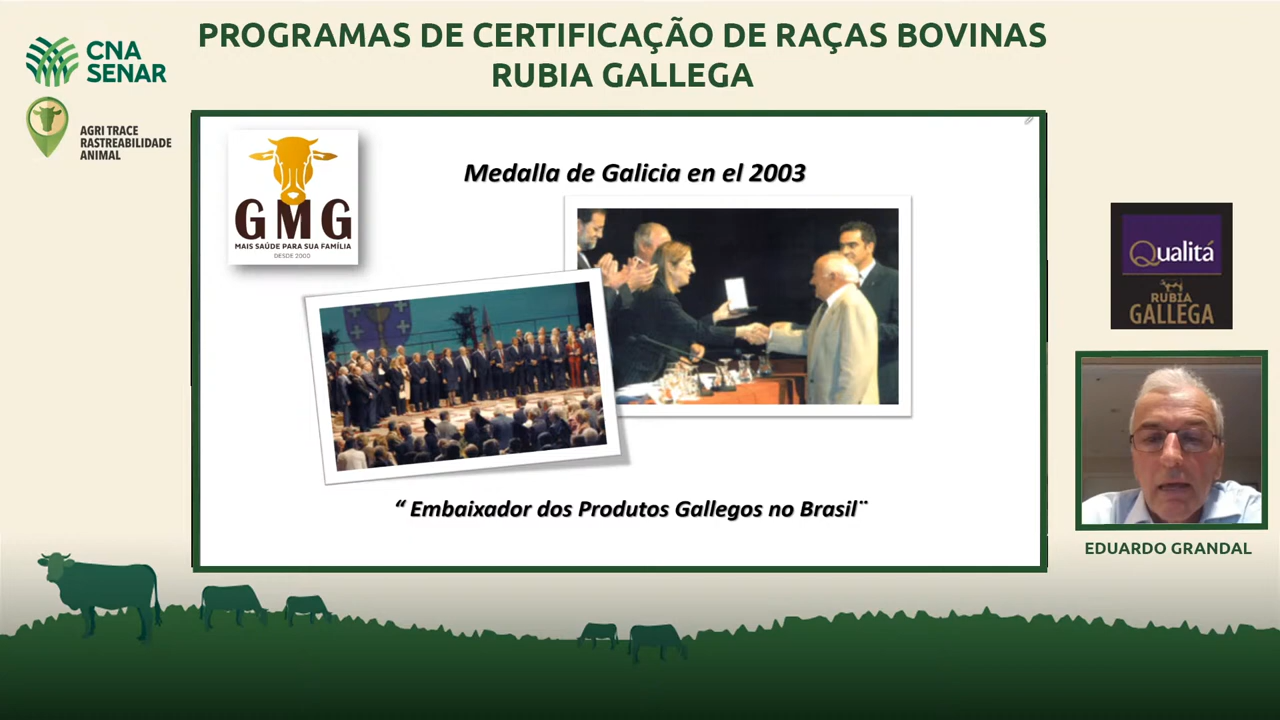 PROGRAMAS DE CERTIFICAÇÃO DE RAÇAS BOVINAS
RUBIA GALLEGA
CNA
SENAR
AGRI TRACE
RASTREABILIDADE
ANIMAL
GMG
MAIS SAÚDE PARA SUA FAMÍLIA
DESDE 2000
Medalla de Galicia en el 2003
“ Embaixador dos Produtos Gallegos no Brasil¨
Qualitá
RUBIA
GALLEGA
EDUARDO GRANDAL